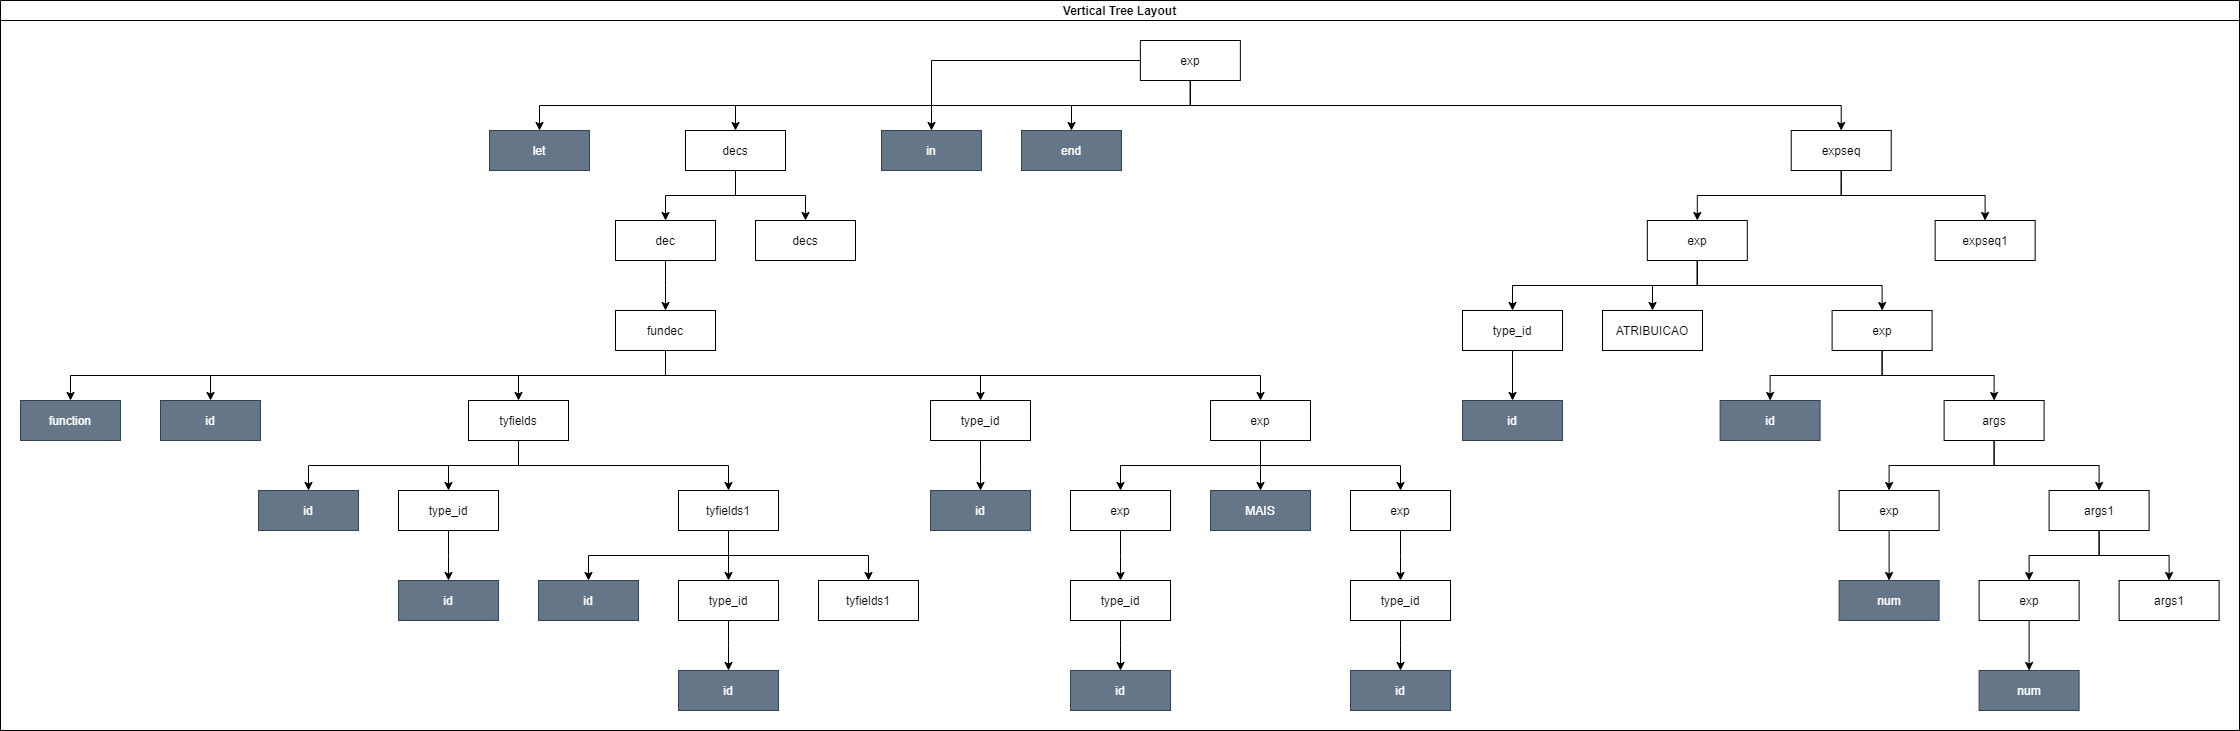 Vertical Tree Layout
exp
let decs in end expseq
dec decs exp expseq1
fundec type_id ATRIBUICAO exp
function id tyfields type_id exp id id args
id type_id tyfields1 id exp MAIS exp exp args1
id id type_id tyfields1 type_id type_id num exp args1
id id id num